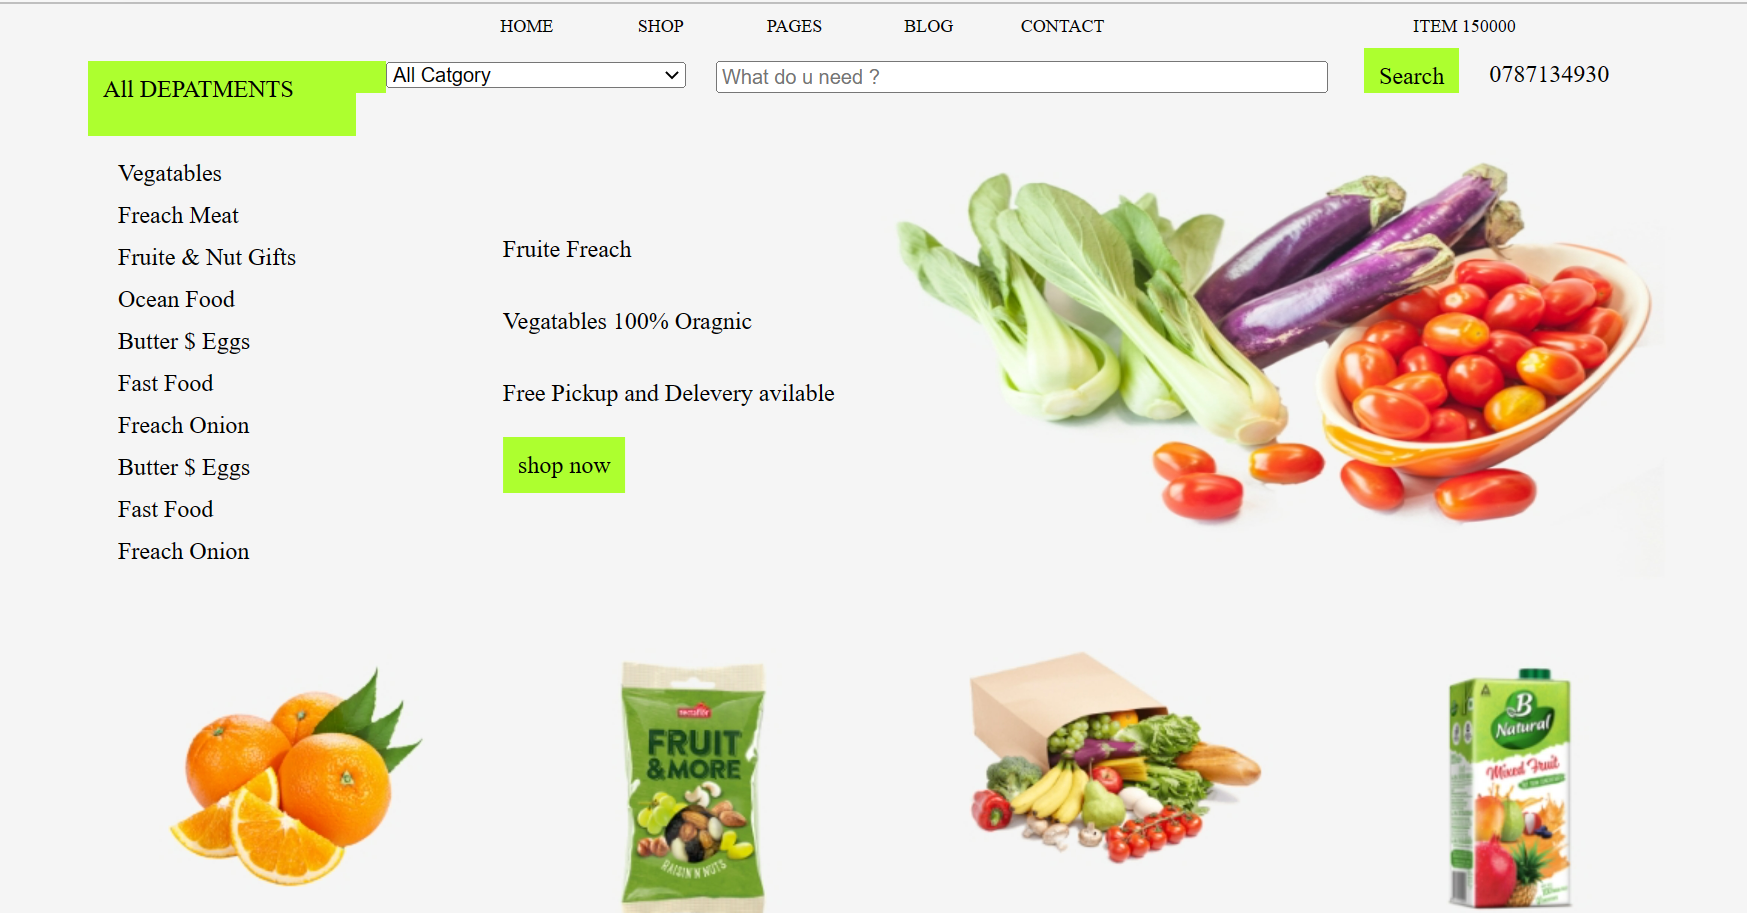 HOME SHOP PAGES BLOG CONTACT ITEM 150000
All DEPATMENTS All Catgory What do u need ? Search 0787134930
Vegatables
Freach Meat
Fruite & Nut Gifts
Ocean Food
Butter $ Eggs
Fast Food
Freach Onion
Butter $ Eggs
Fast Food
Freach Onion
Fruite Freach
Vegatables 100% Oragnic
Free Pickup and Delevery avilable
shop now
nectaflor
FRUIT
&MORE
RAISIN'N NUTS
B
Natural
Mixed Fruit